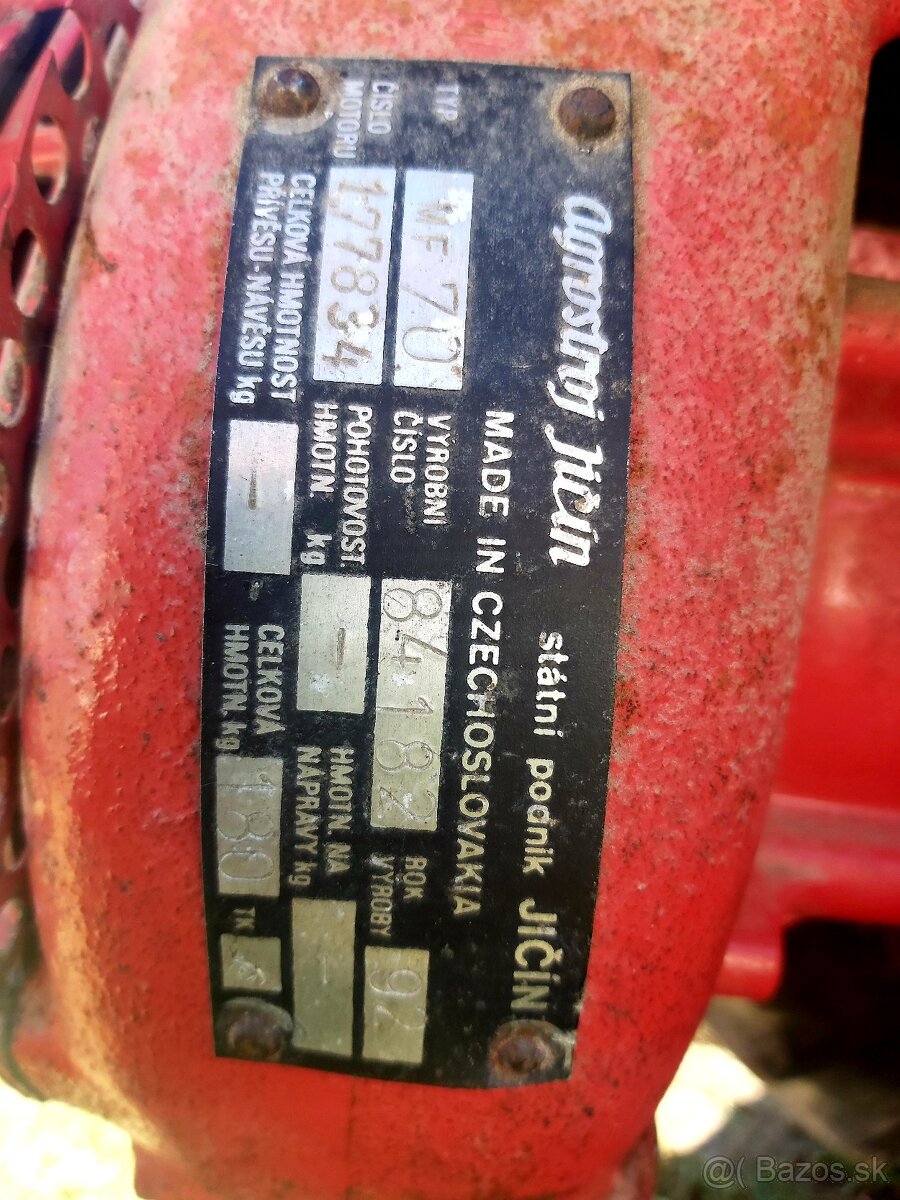 agrostroj Jičín státní podnik JIČÍN
MADE IN CZECHOSLOVAKIA
TYP MF 70 VÝROBNÍ ČÍSLO 84182 ROK VÝROBY 92
ČÍSLO MOTORU 177834 POHOTOVOST. HMOTN. kg - HMOTN. NA NÁPRAVY kg -
CELKOVÁ HMOTNOST PŘÍVĚSU-NÁVĚSU kg - CELKOVÁ HMOTN. kg 180 TK
@( Bazos.sk